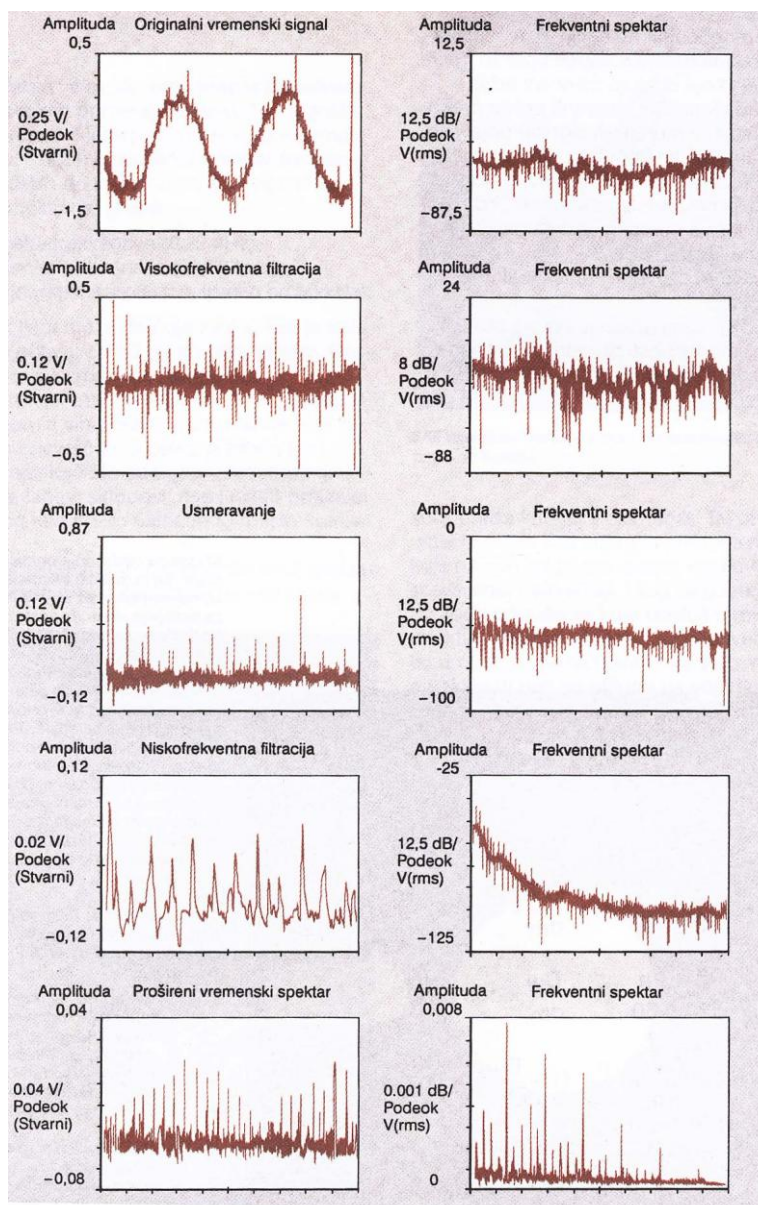 Amplituda Originalni vremenski signal
0,5
0.25 V/
Podeok
(Stvarni)
−1,5
Amplituda Frekventni spektar
12,5
12,5 dB/
Podeok
V(rms)
−87,5
Amplituda Visokofrekventna filtracija
0,5
0.12 V/
Podeok
(Stvarni)
−0,5
Amplituda Frekventni spektar
24
8 dB/
Podeok
V(rms)
−88
Amplituda Usmeravanje
0,87
0.12 V/
Podeok
(Stvarni)
−0,12
Amplituda Frekventni spektar
0
12,5 dB/
Podeok
V(rms)
−100
Amplituda Niskofrekventna filtracija
0,12
0.02 V/
Podeok
(Stvarni)
−0,12
Amplituda Frekventni spektar
-25
12,5 dB/
Podeok
V(rms)
−125
Amplituda Prošireni vremenski spektar
0,04
0.04 V/
Podeok
(Stvarni)
−0,08
Amplituda Frekventni spektar
0,008
0.001 dB/
Podeok
V(rms)
0